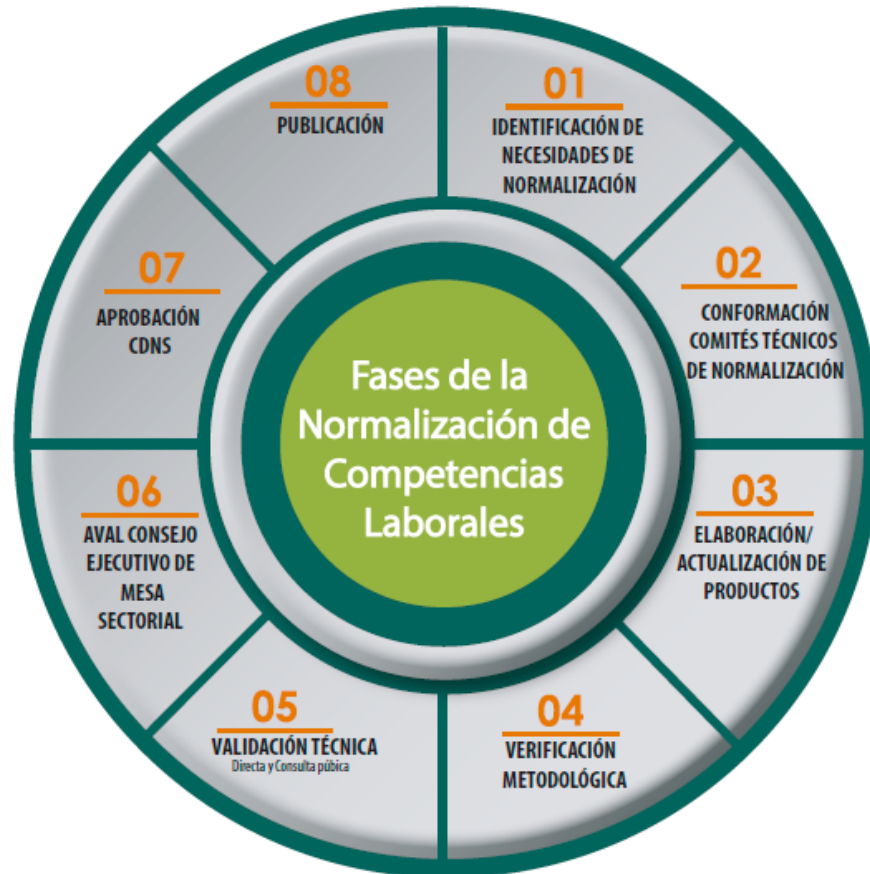 Fases de la
Normalización de
Competencias
Laborales
01
IDENTIFICACIÓN DE
NECESIDADES DE
NORMALIZACIÓN
02
CONFORMACIÓN
COMITÉS TÉCNICOS
DE NORMALIZACIÓN
03
ELABORACIÓN/
ACTUALIZACIÓN DE
PRODUCTOS
04
VERIFICACIÓN
METODOLÓGICA
05
VALIDACIÓN TÉCNICA
Directa y Consulta púbica
06
AVAL CONSEJO
EJECUTIVO DE
MESA
SECTORIAL
07
APROBACIÓN
CDNS
08
PUBLICACIÓN